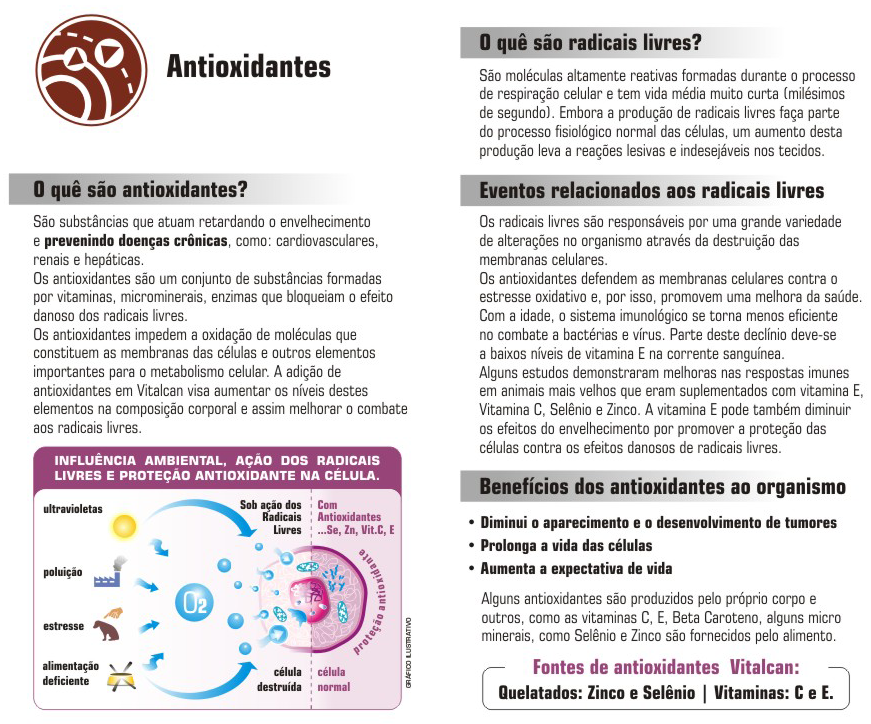 Antioxidantes
O quê são antioxidantes?
São substâncias que atuam retardando o envelhecimento
e prevenindo doenças crônicas, como: cardiovasculares,
renais e hepáticas.
Os antioxidantes são um conjunto de substâncias formadas
por vitaminas, microminerais, enzimas que bloqueiam o efeito
danoso dos radicais livres.
Os antioxidantes impedem a oxidação de moléculas que
constituem as membranas das células e outros elementos
importantes para o metabolismo celular. A adição de
antioxidantes em Vitalcan visa aumentar os níveis destes
elementos na composição corporal e assim melhorar o combate
aos radicais livres.
INFLUÊNCIA AMBIENTAL, AÇÃO DOS RADICAIS
LIVRES E PROTEÇÃO ANTIOXIDANTE NA CÉLULA.
ultravioletas
poluição
estresse
alimentação
deficiente
O2
Sob ação dos
Radicais
Livres
Com
Antioxidantes
...Se, Zn, Vit.C, E
proteção antioxidante
célula
destruída
célula
normal
GRÁFICO ILUSTRATIVO
O quê são radicais livres?
São moléculas altamente reativas formadas durante o processo
de respiração celular e tem vida média muito curta (milésimos
de segundo). Embora a produção de radicais livres faça parte
do processo fisiológico normal das células, um aumento desta
produção leva a reações lesivas e indesejáveis nos tecidos.
Eventos relacionados aos radicais livres
Os radicais livres são responsáveis por uma grande variedade
de alterações no organismo através da destruição das
membranas celulares.
Os antioxidantes defendem as membranas celulares contra o
estresse oxidativo e, por isso, promovem uma melhora da saúde.
Com a idade, o sistema imunológico se torna menos eficiente
no combate a bactérias e vírus. Parte deste declínio deve-se
a baixos níveis de vitamina E na corrente sanguínea.
Alguns estudos demonstraram melhoras nas respostas imunes
em animais mais velhos que eram suplementados com vitamina E,
Vitamina C, Selênio e Zinco. A vitamina E pode também diminuir
os efeitos do envelhecimento por promover a proteção das
células contra os efeitos danosos de radicais livres.
Benefícios dos antioxidantes ao organismo
• Diminui o aparecimento e o desenvolvimento de tumores
• Prolonga a vida das células
• Aumenta a expectativa de vida
Alguns antioxidantes são produzidos pelo próprio corpo e
outros, como as vitaminas C, E, Beta Caroteno, alguns micro
minerais, como Selênio e Zinco são fornecidos pelo alimento.
Fontes de antioxidantes Vitalcan:
Quelatados: Zinco e Selênio | Vitaminas: C e E.